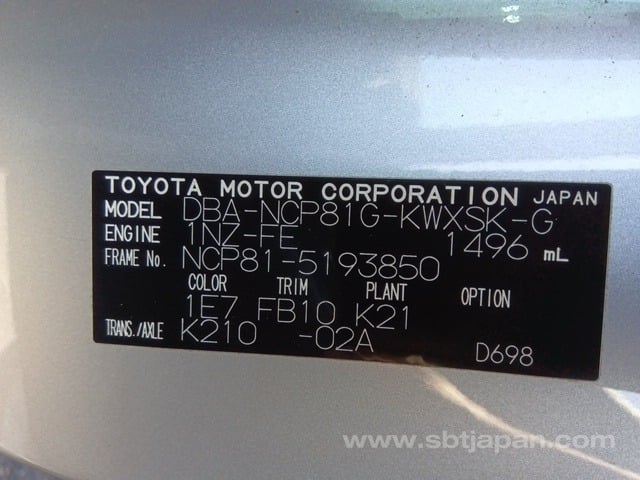 TOYOTA MOTOR CORPORATION JAPAN
MODEL DBA-NCP81G-KWXSK-G
ENGINE 1NZ-FE 1496 mL
FRAME No. NCP81-5193850
COLOR TRIM PLANT OPTION
1E7 FB10 K21
TRANS./AXLE K210 -02A D698
www.sbtjapan.com